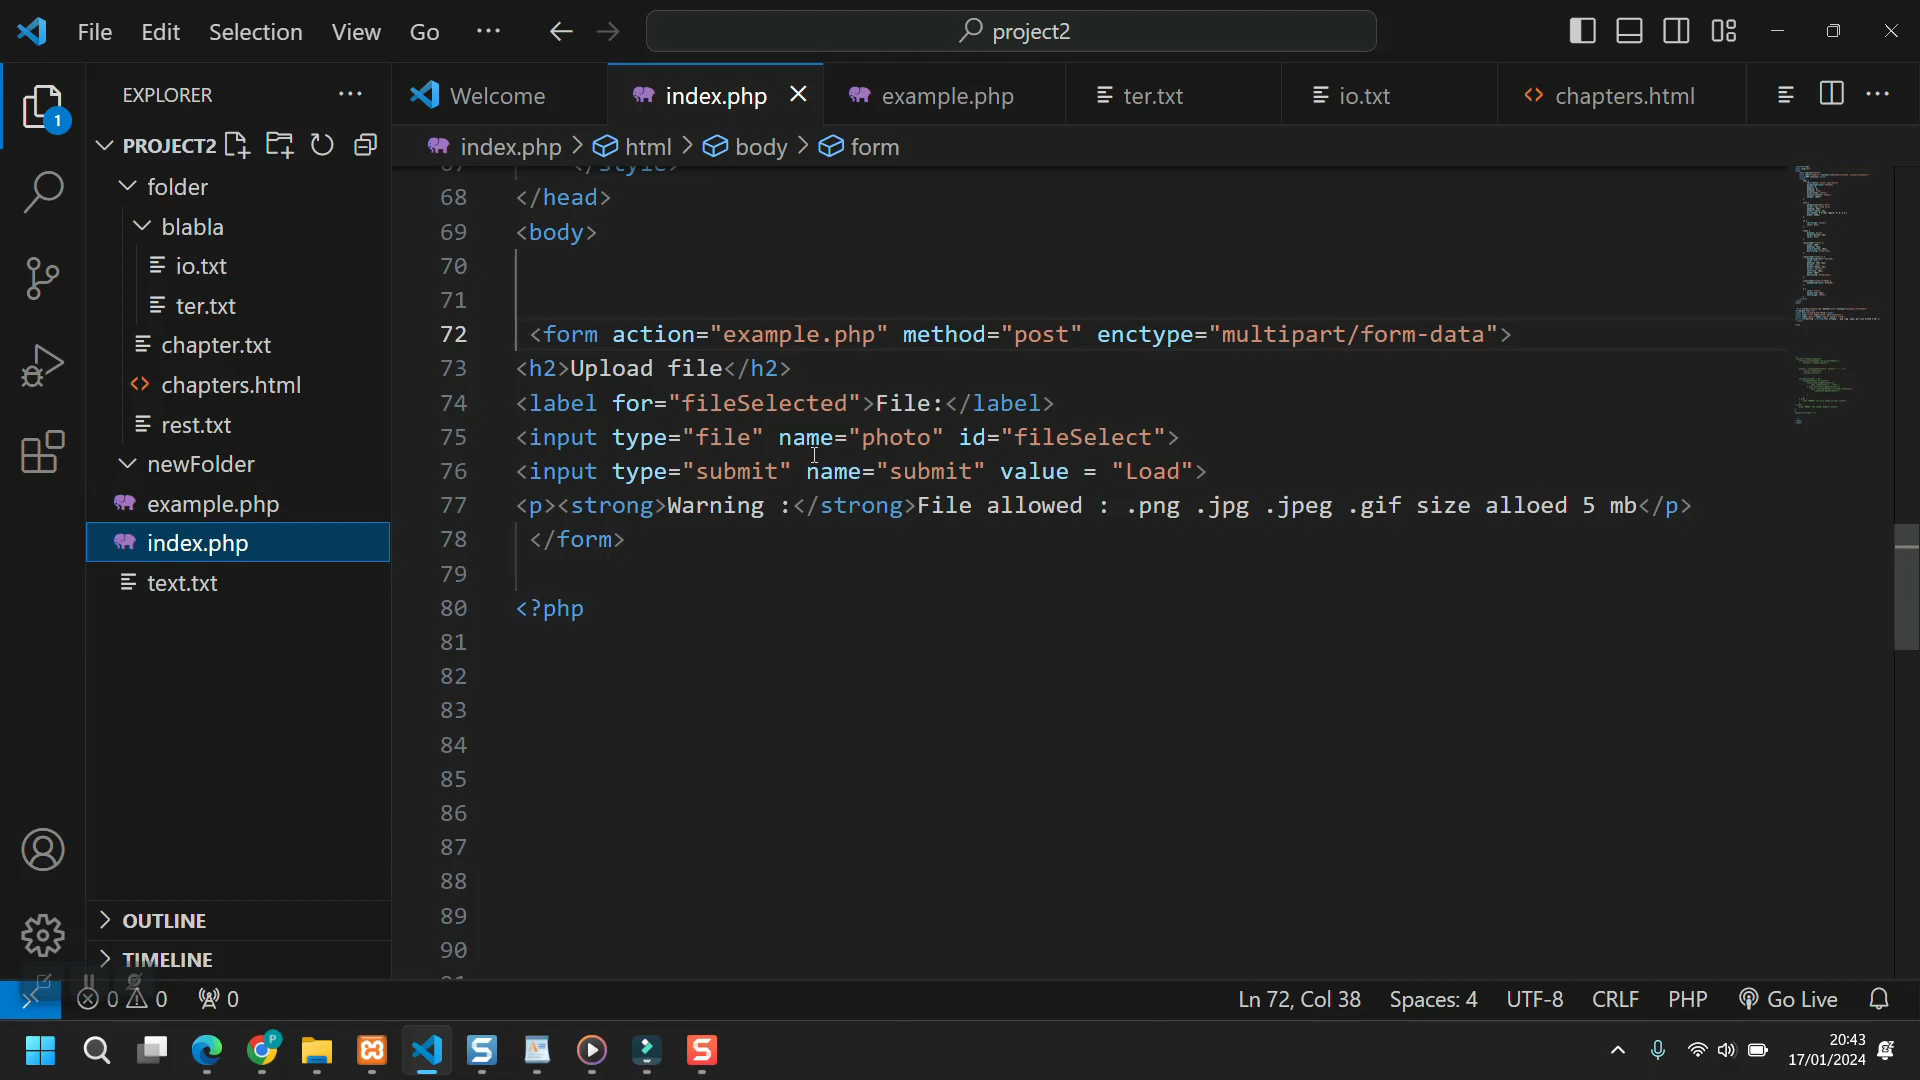 File Edit Selection View Go ··· project2
EXPLORER ···
Welcome index.php example.php ter.txt io.txt chapters.html ···
1
PROJECT2
index.php > html > body > form
folder
blabla
io.txt
ter.txt
chapter.txt
chapters.html
rest.txt
newFolder
example.php
index.php
text.txt
67 </style>
68 </head>
69 <body>
70
71
72 <form action="example.php" method="post" enctype="multipart/form-data">
73 <h2>Upload file</h2>
74 <label for="fileSelected">File:</label>
75 <input type="file" name="photo" id="fileSelect">
76 <input type="submit" name="submit" value = "Load">
77 <p><strong>Warning :</strong>File allowed : .png .jpg .jpeg .gif size alloed 5 mb</p>
78 </form>
79
80 <?php
81
82
83
84
85
86
87
88
89
90
OUTLINE
TIMELINE
0 0 0 Ln 72, Col 38 Spaces: 4 UTF-8 CRLF PHP Go Live
20:43
17/01/2024